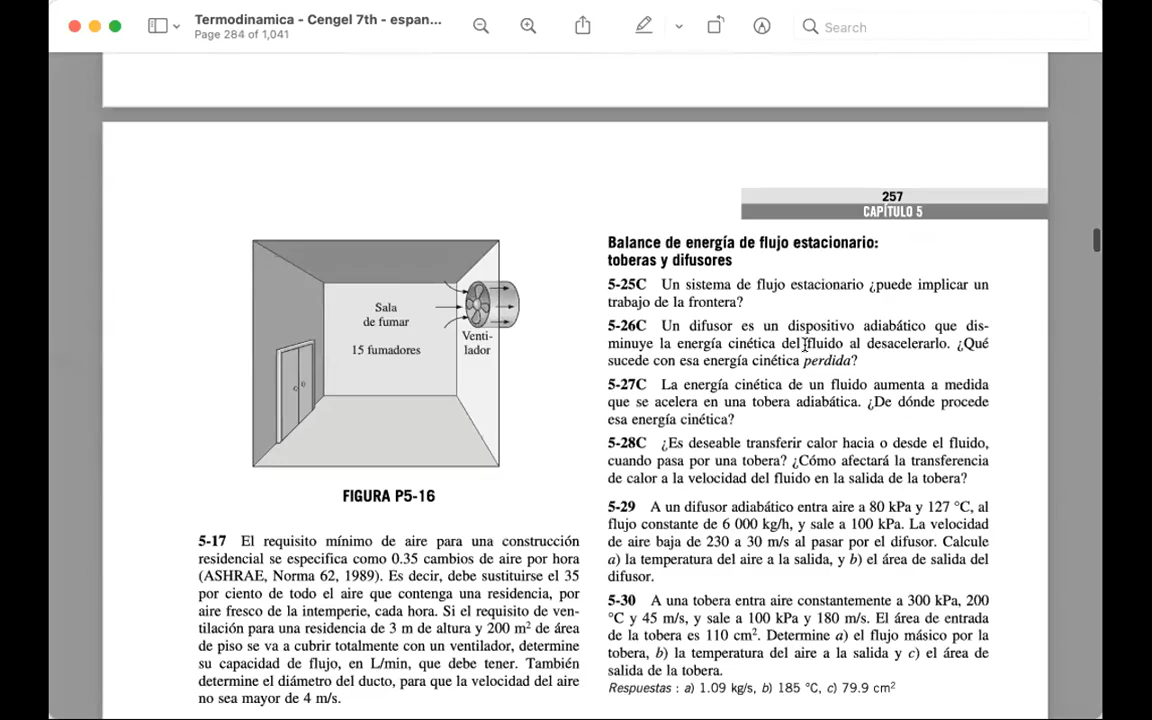 Termodinamica - Cengel 7th - espan...
Page 284 of 1,041
Search
257
CAPÍTULO 5
Sala
de fumar
15 fumadores
Venti-
lador
FIGURA P5-16
5-17 El requisito mínimo de aire para una construcción
residencial se especifica como 0.35 cambios de aire por hora
(ASHRAE, Norma 62, 1989). Es decir, debe sustituirse el 35
por ciento de todo el aire que contenga una residencia, por
aire fresco de la intemperie, cada hora. Si el requisito de ven-
tilación para una residencia de 3 m de altura y 200 m² de área
de piso se va a cubrir totalmente con un ventilador, determine
su capacidad de flujo, en L/min, que debe tener. También
determine el diámetro del ducto, para que la velocidad del aire
no sea mayor de 4 m/s.
Balance de energía de flujo estacionario:
toberas y difusores
5-25C Un sistema de flujo estacionario ¿puede implicar un
trabajo de la frontera?
5-26C Un difusor es un dispositivo adiabático que dis-
minuye la energía cinética del fluido al desacelerarlo. ¿Qué
sucede con esa energía cinética perdida?
5-27C La energía cinética de un fluido aumenta a medida
que se acelera en una tobera adiabática. ¿De dónde procede
esa energía cinética?
5-28C ¿Es deseable transferir calor hacia o desde el fluido,
cuando pasa por una tobera? ¿Cómo afectará la transferencia
de calor a la velocidad del fluido en la salida de la tobera?
5-29 A un difusor adiabático entra aire a 80 kPa y 127 °C, al
flujo constante de 6 000 kg/h, y sale a 100 kPa. La velocidad
de aire baja de 230 a 30 m/s al pasar por el difusor. Calcule
a) la temperatura del aire a la salida, y b) el área de salida del
difusor.
5-30 A una tobera entra aire constantemente a 300 kPa, 200
°C y 45 m/s, y sale a 100 kPa y 180 m/s. El área de entrada
de la tobera es 110 cm². Determine a) el flujo másico por la
tobera, b) la temperatura del aire a la salida y c) el área de
salida de la tobera.
Respuestas : a) 1.09 kg/s, b) 185 °C, c) 79.9 cm²